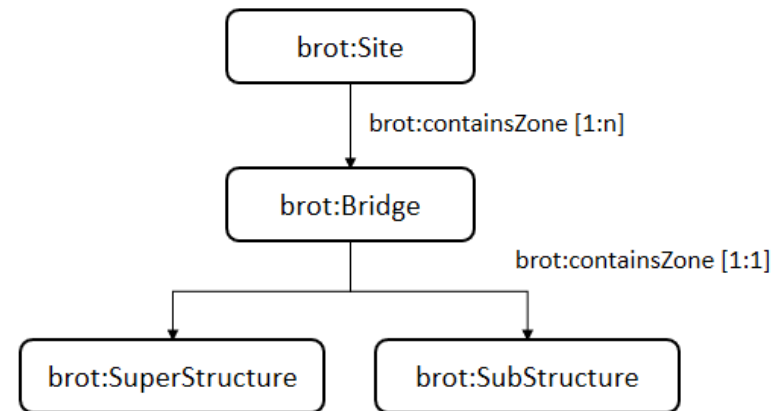 brot:Site
brot:containsZone [1:n]
brot:Bridge
brot:containsZone [1:1]
brot:SuperStructure
brot:SubStructure